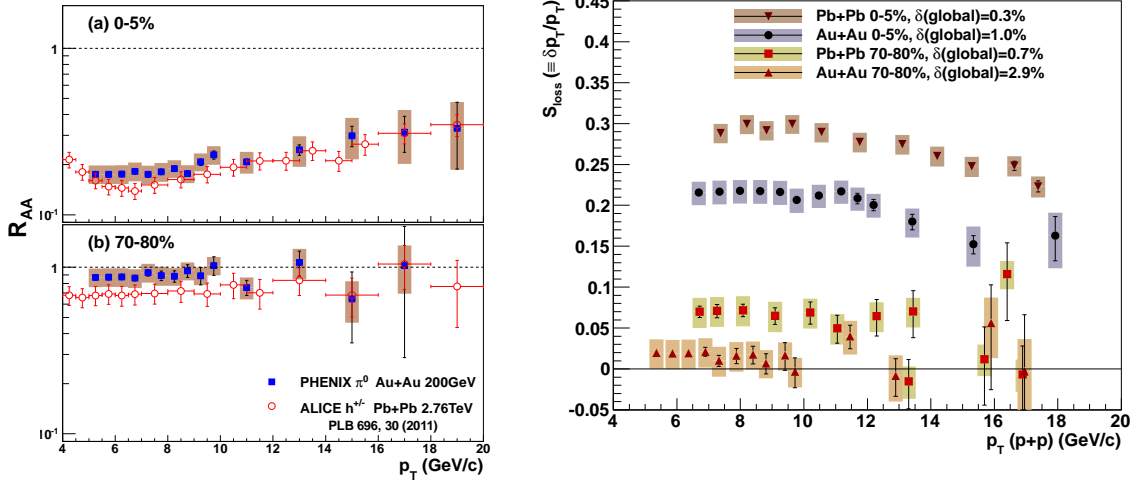 (a) 0-5%
1
10⁻¹
R_AA
(b) 70-80%
1
PHENIX π⁰ Au+Au 200GeV
ALICE h⁺/⁻ Pb+Pb 2.76TeV
PLB 696, 30 (2011)
10⁻¹
4 6 8 10 12 14 16 18 20
p_T (GeV/c)
S_loss (≡ δp_T/p_T)
0.45
0.4
0.35
0.3
0.25
0.2
0.15
0.1
0.05
0
-0.05
Pb+Pb 0-5%, δ(global)=0.3%
Au+Au 0-5%, δ(global)=1.0%
Pb+Pb 70-80%, δ(global)=0.7%
Au+Au 70-80%, δ(global)=2.9%
4 6 8 10 12 14 16 18 20
p_T (p+p) (GeV/c)